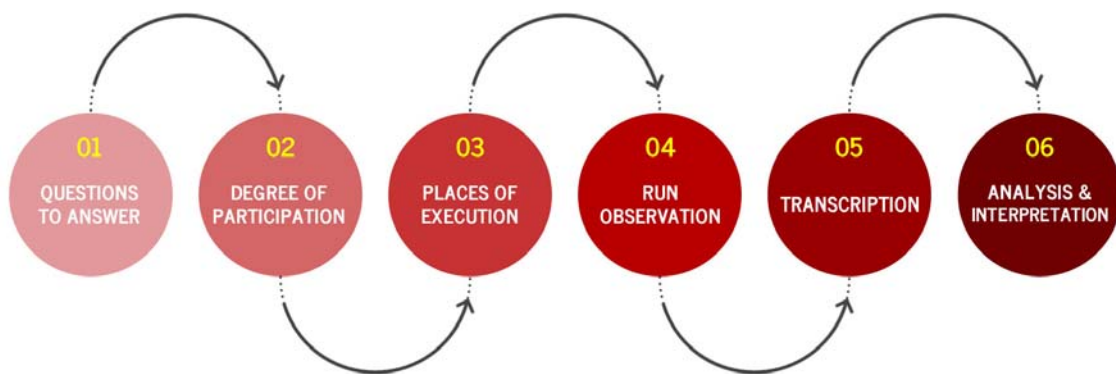 01
QUESTIONS
TO ANSWER
02
DEGREE OF
PARTICIPATION
03
PLACES OF
EXECUTION
04
RUN
OBSERVATION
05
TRANSCRIPTION
06
ANALYSIS &
INTERPRETATION